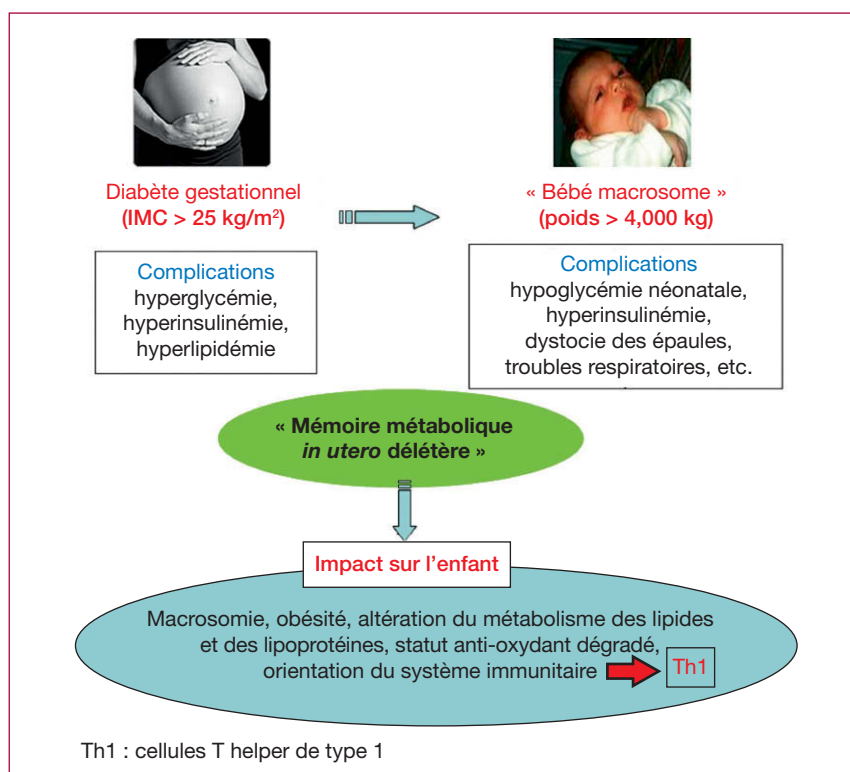 Diabète gestationnel
(IMC > 25 kg/m²)
« Bébé macrosome »
(poids > 4,000 kg)
Complications
hyperglycémie,
hyperinsulinémie,
hyperlipidémie
Complications
hypoglycémie néonatale,
hyperinsulinémie,
dystocie des épaules,
troubles respiratoires, etc.
« Mémoire métabolique
in utero délétère »
Impact sur l’enfant
Macrosomie, obésité, altération du métabolisme des lipides
et des lipoprotéines, statut anti-oxydant dégradé,
orientation du système immunitaire Th1
Th1 : cellules T helper de type 1